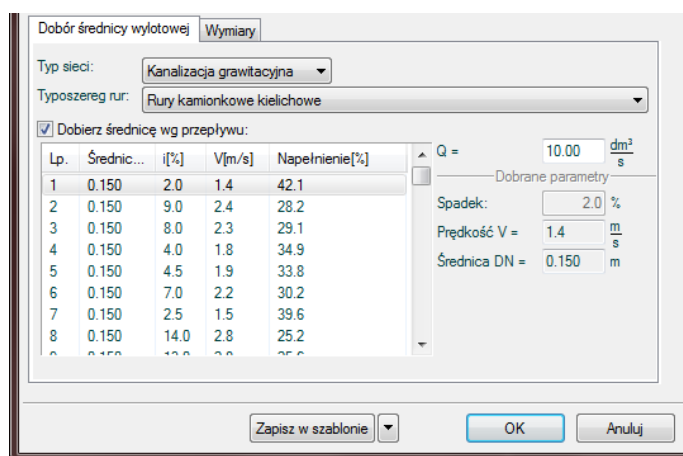 Dobór średnicy wylotowej Wymiary
Typ sieci: Kanalizacja grawitacyjna
Typoszereg rur: Rury kamionkowe kielichowe
Dobierz średnicę wg przepływu:
Lp. Średnic... i[%] V[m/s] Napełnienie[%]
1 0.150 2.0 1.4 42.1
2 0.150 9.0 2.4 28.2
3 0.150 8.0 2.3 29.1
4 0.150 4.0 1.8 34.9
5 0.150 4.5 1.9 33.8
6 0.150 7.0 2.2 30.2
7 0.150 2.5 1.5 39.6
8 0.150 14.0 2.8 25.2
Q = 10.00 dm³/s
Dobrane parametry
Spadek: 2.0 %
Prędkość V = 1.4 m/s
Średnica DN = 0.150 m
Zapisz w szablonie OK Anuluj